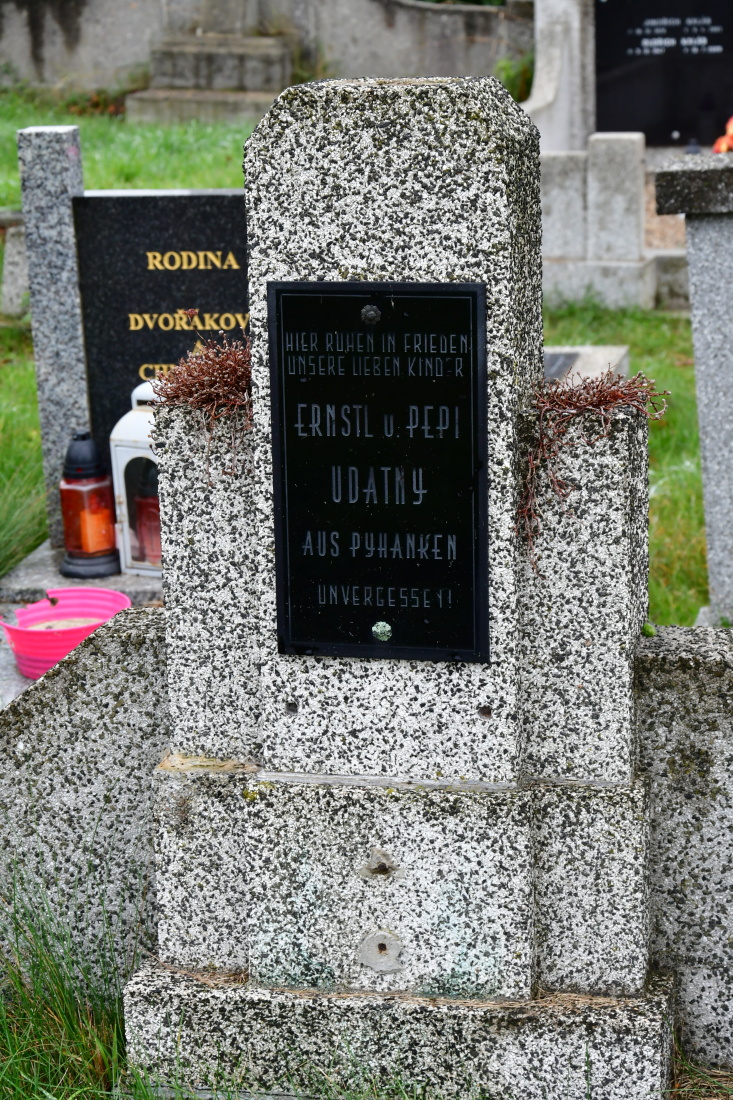 HIER RUHEN IN FRIEDEN
UNSERE LIEBEN KINDER
ERNSTL U. PEPI
UDATNY
AUS PYHANKEN
UNVERGESSEN!
RODINA
DVOŘÁKOV
A